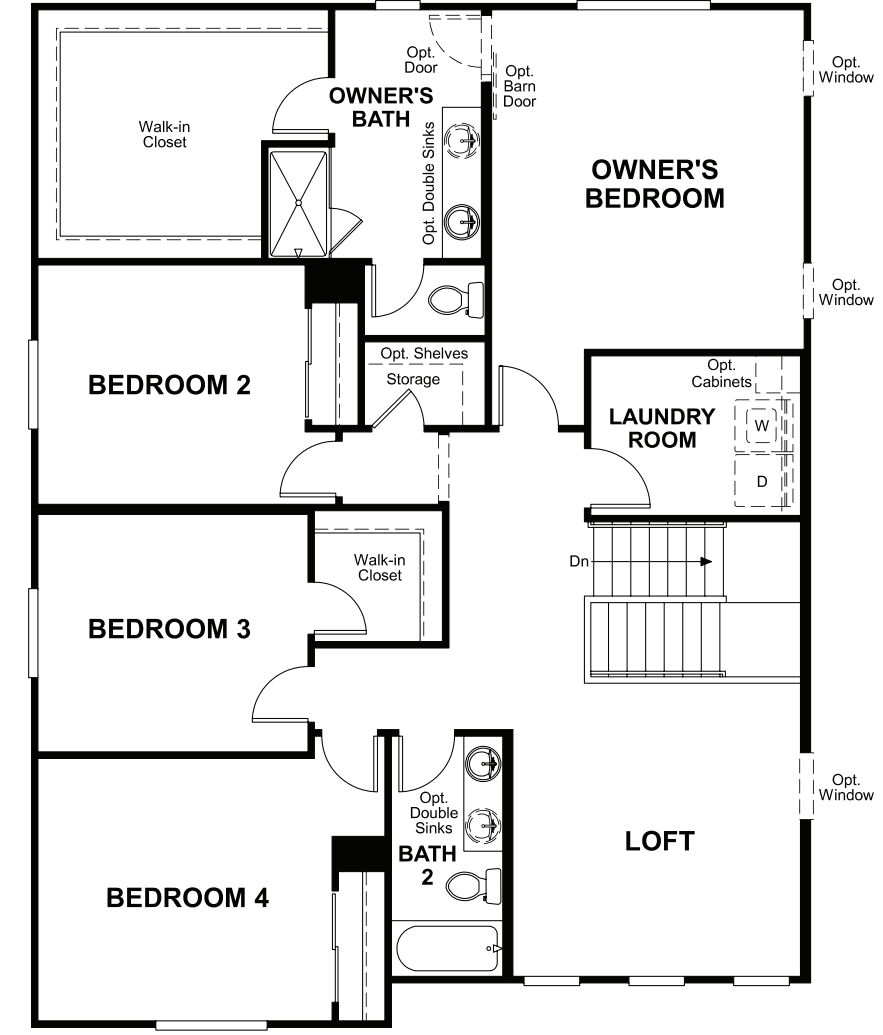 Opt.
Door
Opt.
Barn
Door
Opt.
Window
OWNER'S
BATH
Walk-in
Closet
Opt. Double Sinks
OWNER'S
BEDROOM
Opt.
Window
Opt. Shelves
Storage
BEDROOM 2
Opt.
Cabinets
LAUNDRY
ROOM
W
D
Dn
Walk-in
Closet
BEDROOM 3
Opt.
Window
Opt.
Double
Sinks
LOFT
BATH
2
BEDROOM 4